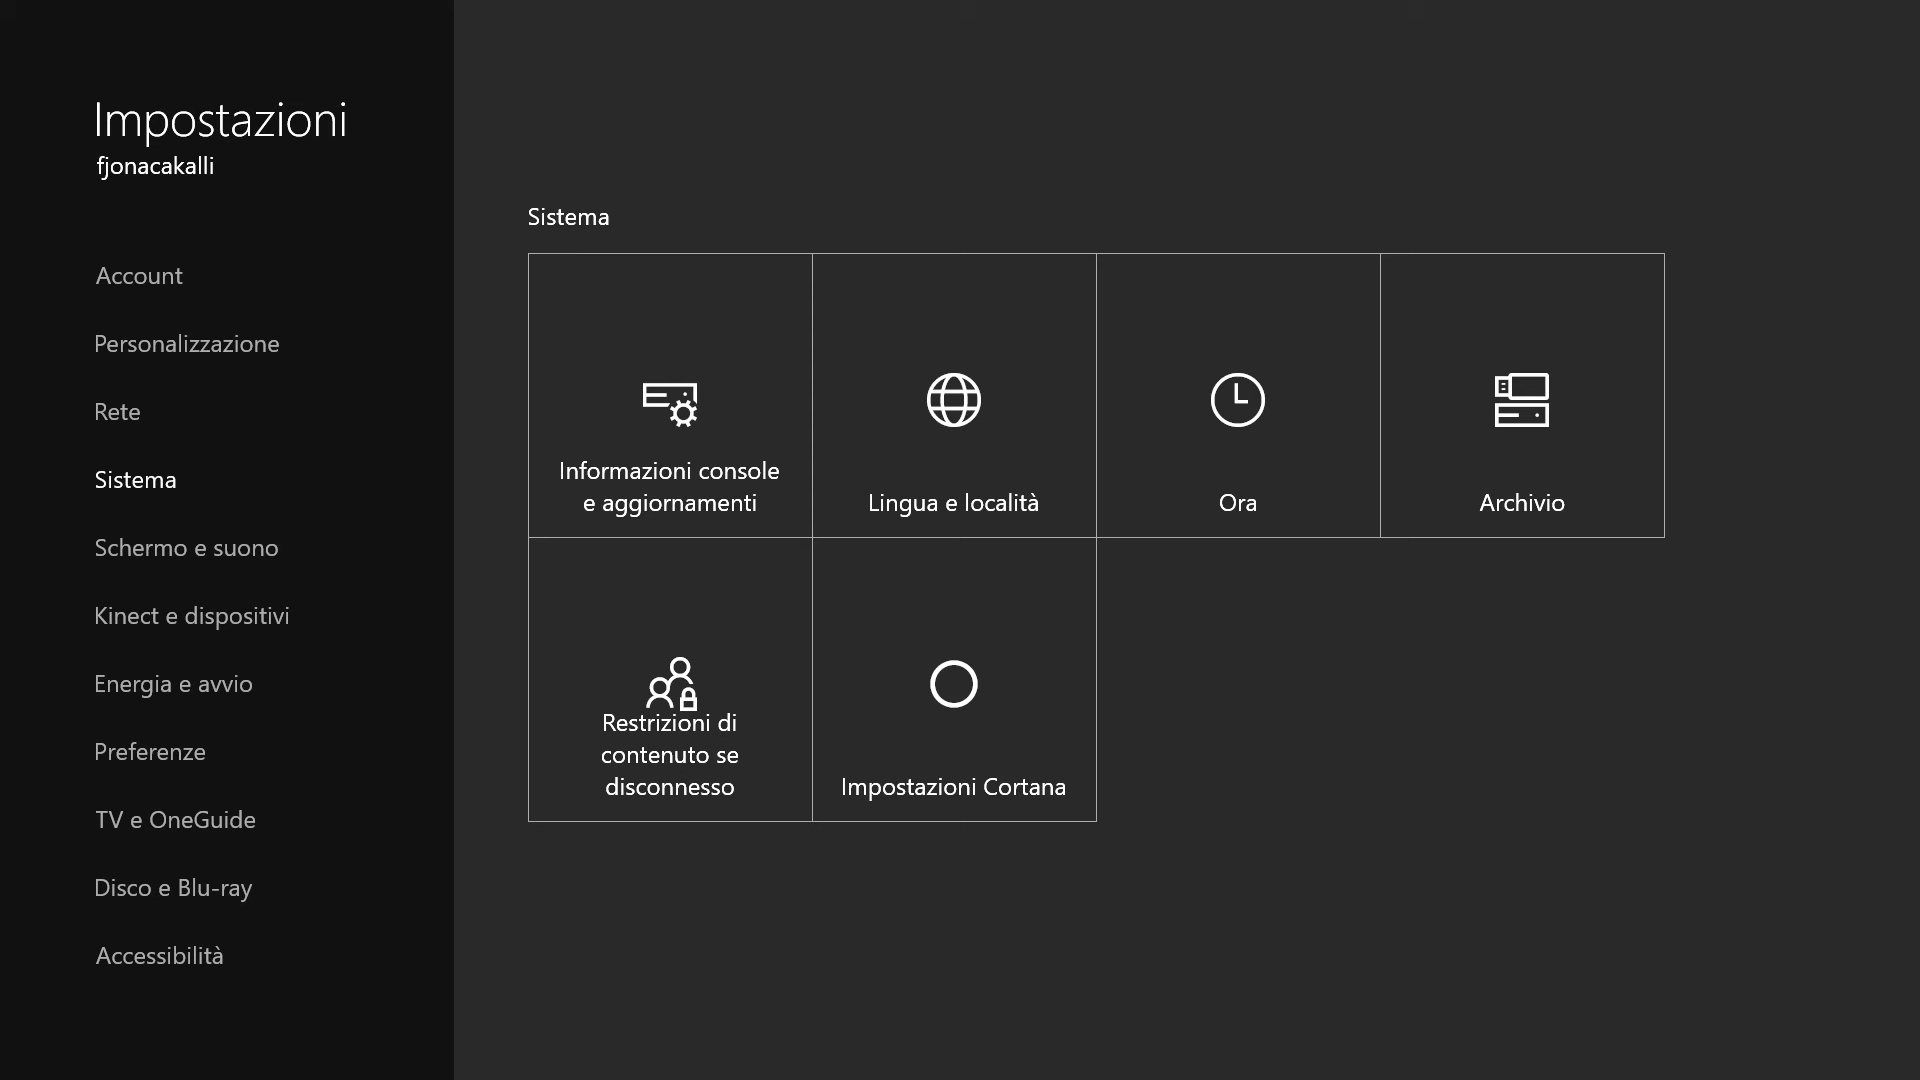 Impostazioni
fjonacakalli
Account
Personalizzazione
Rete
Sistema
Schermo e suono
Kinect e dispositivi
Energia e avvio
Preferenze
TV e OneGuide
Disco e Blu-ray
Accessibilità
Sistema
Informazioni console
e aggiornamenti
Lingua e località
Ora
Archivio
Restrizioni di
contenuto se
disconnesso
Impostazioni Cortana